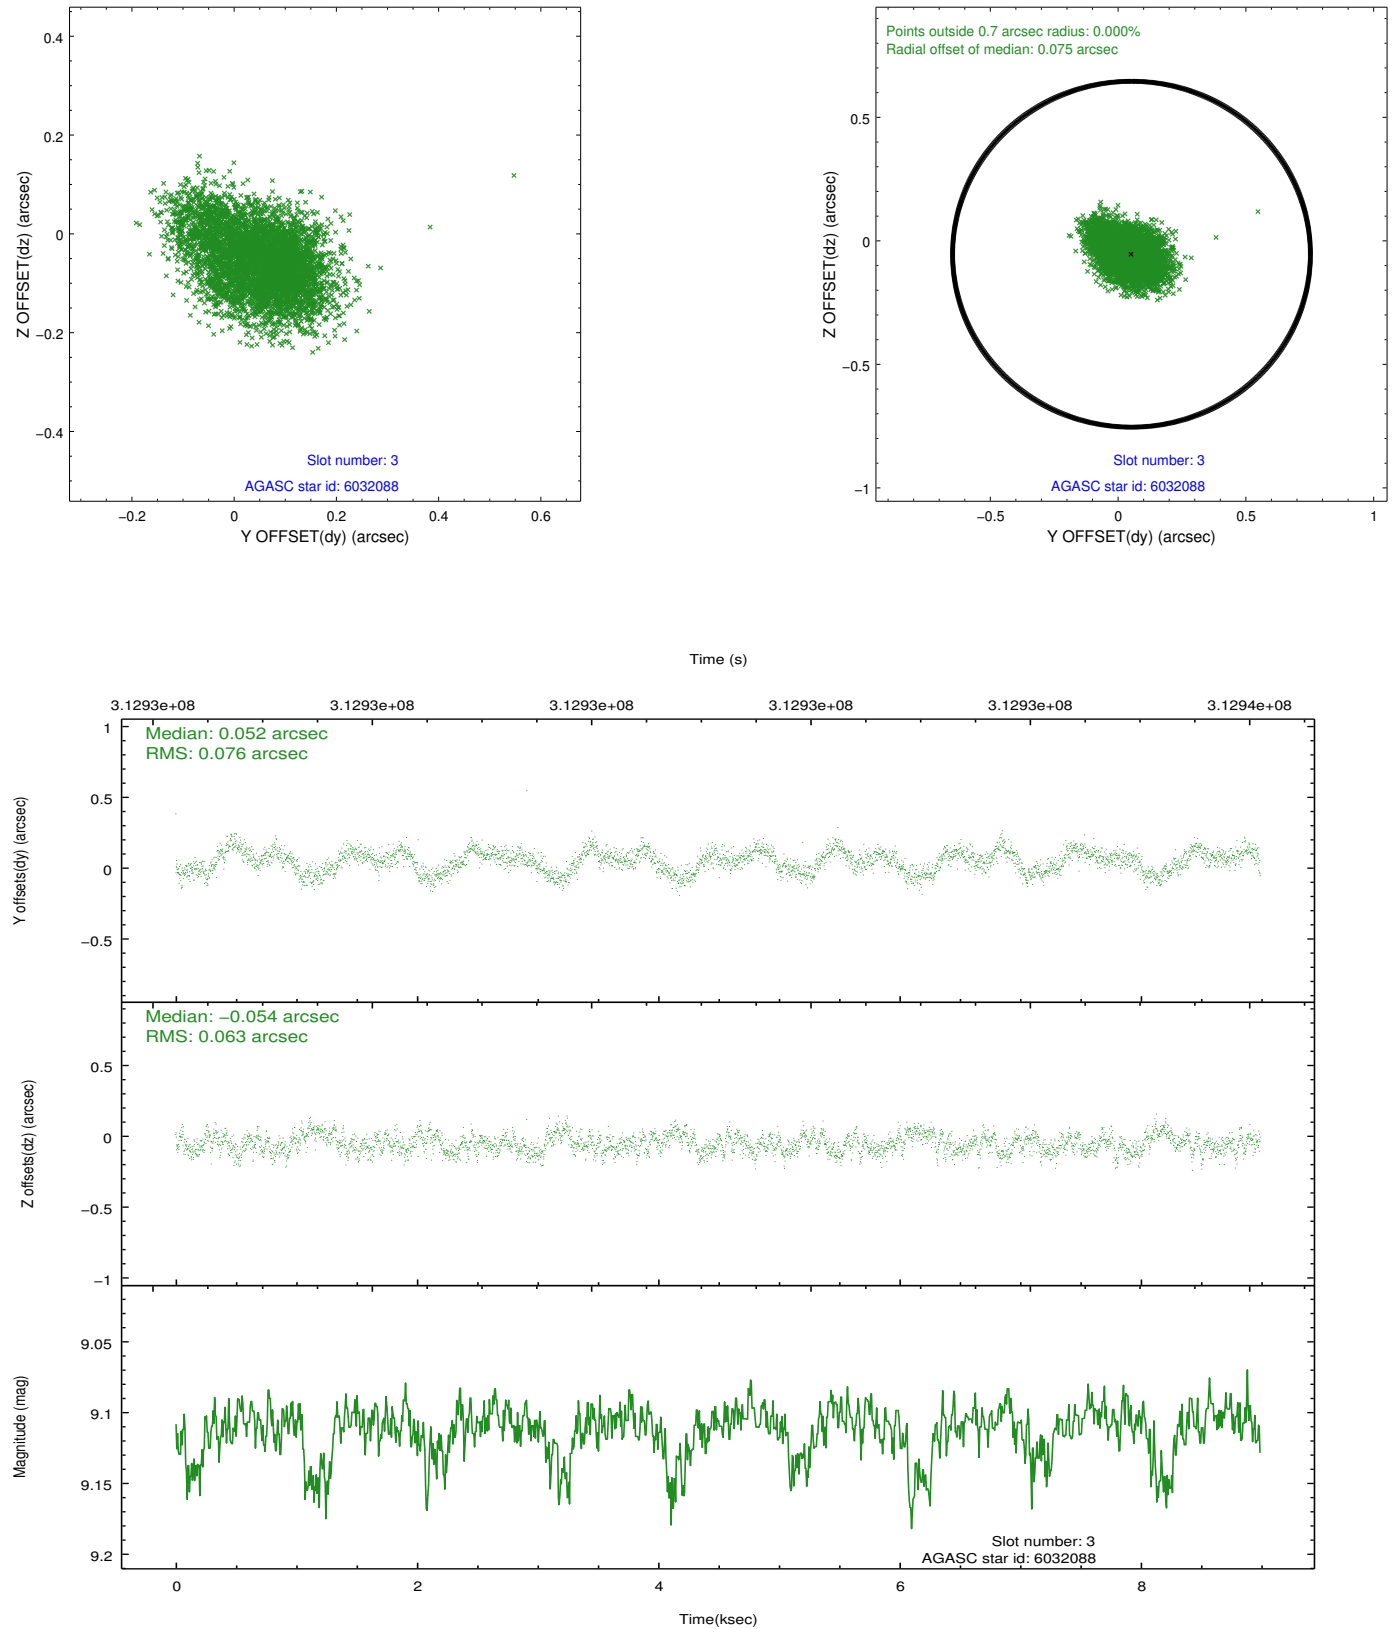 0.4
0.2
0
−0.2
−0.4
Z OFFSET(dz) (arcsec)
Slot number: 3
AGASC star id: 6032088
−0.2 0 0.2 0.4 0.6
Y OFFSET(dy) (arcsec)
Points outside 0.7 arcsec radius: 0.000%
Radial offset of median: 0.075 arcsec
0.5
0
−0.5
−1
Z OFFSET(dz) (arcsec)
Slot number: 3
AGASC star id: 6032088
−0.5 0 0.5 1
Y OFFSET(dy) (arcsec)
Time (s)
3.1293e+08 3.1293e+08 3.1293e+08 3.1293e+08 3.1293e+08 3.1294e+08
Median: 0.052 arcsec
RMS: 0.076 arcsec
1
0.5
0
−0.5
Y offsets(dy) (arcsec)
Median: −0.054 arcsec
RMS: 0.063 arcsec
0.5
0
−0.5
−1
Z offsets(dz) (arcsec)
9.05
9.1
9.15
9.2
Magnitude (mag)
Slot number: 3
AGASC star id: 6032088
0 2 4 6 8
Time(ksec)